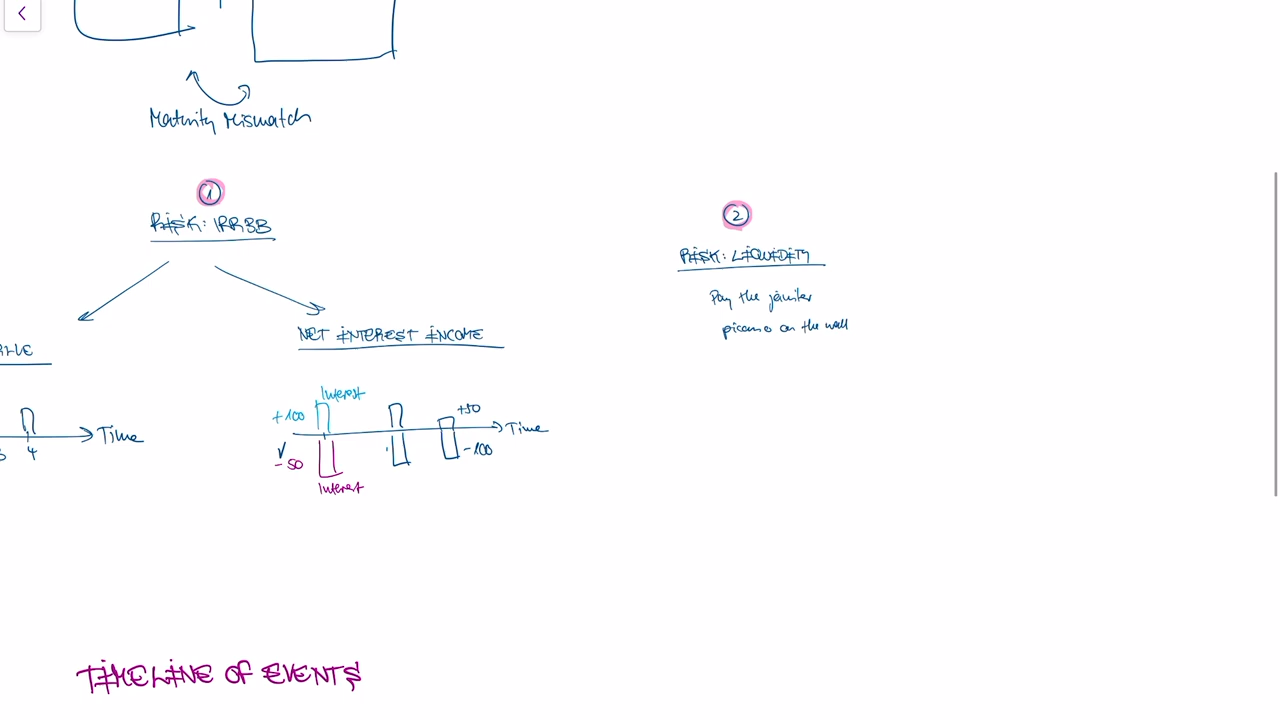 Maturity Mismatch
1
RISK: IRRBB
2
RISK: LIQUIDITY
Pay the janitor
picasso on the wall
NET INTEREST INCOME
Interest
+100
+50
Time
4
Time
-50
-100
Interest
TIMELINE OF EVENTS